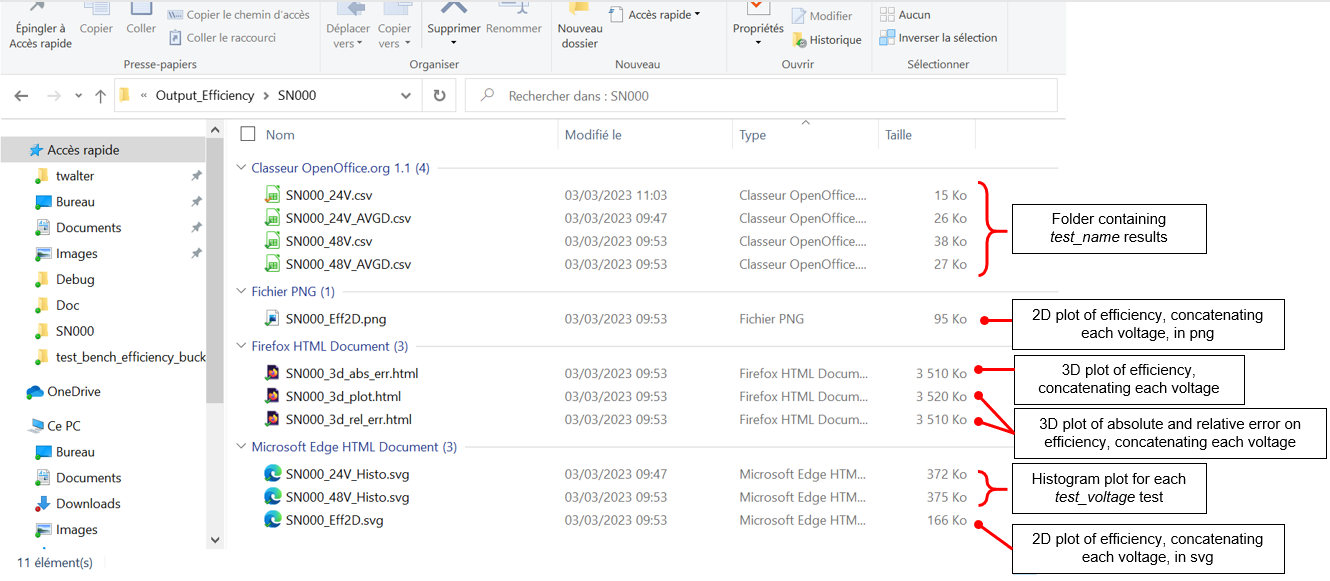 Épingler à
Accès rapide
Copier
Coller
Copier le chemin d'accès
Coller le raccourci
Presse-papiers
Déplacer
vers
Copier
vers
Supprimer
Renommer
Organiser
Nouveau
dossier
Accès rapide
Nouveau
Propriétés
Modifier
Historique
Ouvrir
Aucun
Inverser la sélection
Sélectionner
« Output_Efficiency > SN000
Rechercher dans : SN000
Nom Modifié le Type Taille
Accès rapide
twalter
Bureau
Documents
Images
Debug
Doc
SN000
test_bench_efficiency_buck
OneDrive
Ce PC
Bureau
Documents
Downloads
Images
Classeur OpenOffice.org 1.1 (4)
SN000_24V.csv 03/03/2023 11:03 Classeur OpenOffice.... 15 Ko
SN000_24V_AVGD.csv 03/03/2023 09:47 Classeur OpenOffice.... 26 Ko
SN000_48V.csv 03/03/2023 09:53 Classeur OpenOffice.... 38 Ko
SN000_48V_AVGD.csv 03/03/2023 09:53 Classeur OpenOffice.... 27 Ko
Fichier PNG (1)
SN000_Eff2D.png 03/03/2023 09:53 Fichier PNG 95 Ko
Firefox HTML Document (3)
SN000_3d_abs_err.html 03/03/2023 09:53 Firefox HTML Docum... 3 510 Ko
SN000_3d_plot.html 03/03/2023 09:53 Firefox HTML Docum... 3 520 Ko
SN000_3d_rel_err.html 03/03/2023 09:53 Firefox HTML Docum... 3 510 Ko
Microsoft Edge HTML Document (3)
SN000_24V_Histo.svg 03/03/2023 09:47 Microsoft Edge HTM... 372 Ko
SN000_48V_Histo.svg 03/03/2023 09:53 Microsoft Edge HTM... 375 Ko
SN000_Eff2D.svg 03/03/2023 09:53 Microsoft Edge HTM... 166 Ko
Folder containing
test_name results
2D plot of efficiency, concatenating
each voltage, in png
3D plot of efficiency,
concatenating each voltage
3D plot of absolute and relative error on
efficiency, concatenating each voltage
Histogram plot for each
test_voltage test
2D plot of efficiency, concatenating
each voltage, in svg
11 élément(s)